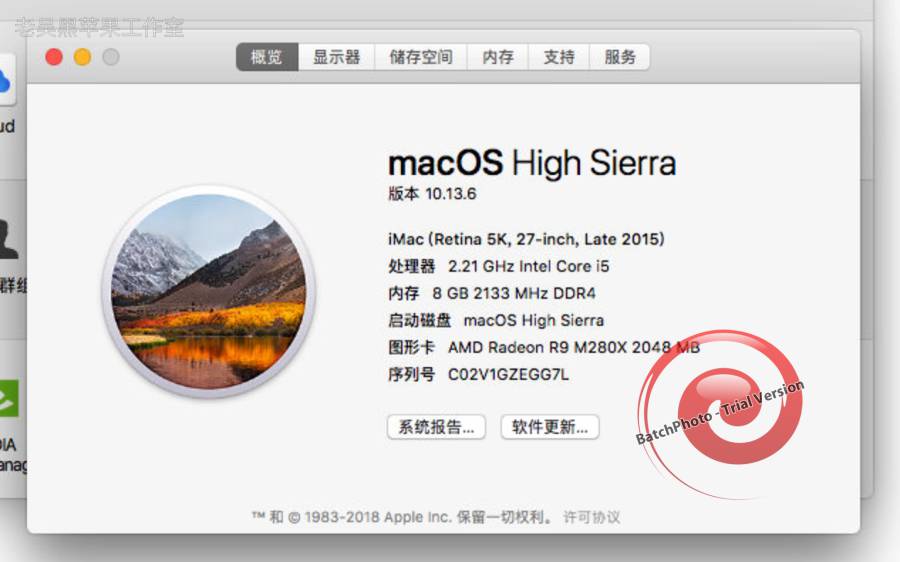 老吴黑苹果工作室
概览 显示器 储存空间 内存 支持 服务
ud
macOS High Sierra
版本 10.13.6
iMac (Retina 5K, 27-inch, Late 2015)
处理器 2.21 GHz Intel Core i5
群组
内存 8 GB 2133 MHz DDR4
启动磁盘 macOS High Sierra
图形卡 AMD Radeon R9 M280X 2048 MB
序列号 C02V1GZEGG7L
BatchPhoto - Trial Version
系统报告... 软件更新...
DIA
anag
™ 和 © 1983-2018 Apple Inc. 保留一切权利。 许可协议